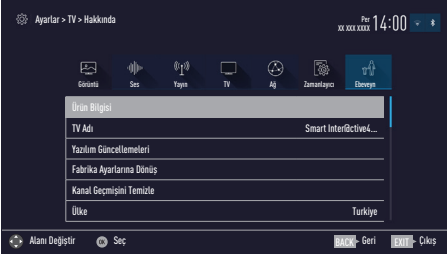 Ayarlar > TV > Hakkında
Per
xx xxx xxxx 14:00
Görüntü Ses Yayın TV Ağ Zamanlayıcı Ebeveyn
Ürün Bilgisi
TV Adı Smart Inter@ctive4...
Yazılım Güncellemeleri
Fabrika Ayarlarına Dönüş
Kanal Geçmişini Temizle
Ülke Turkiye
Alanı Değiştir OK Seç BACK Geri EXIT Çıkış